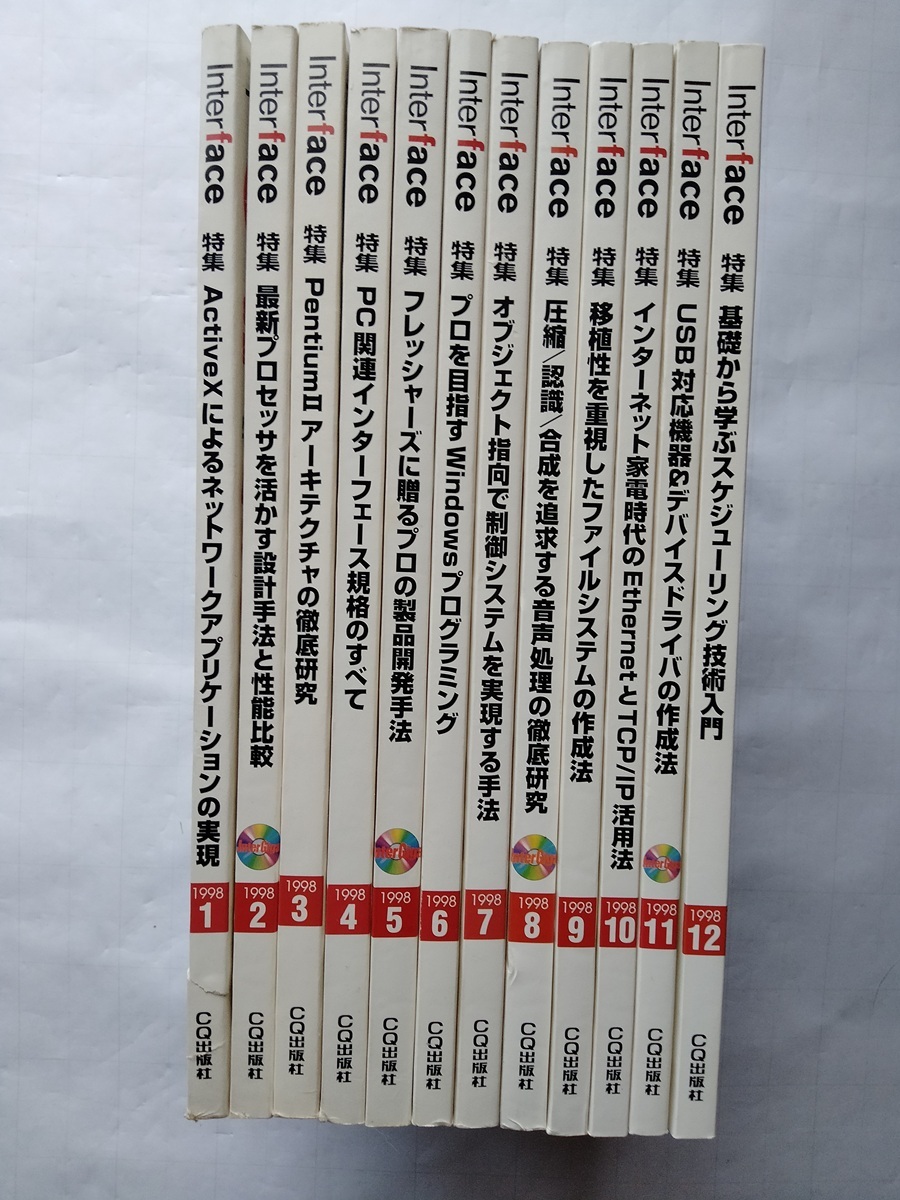 Interface 特集 ActiveXによるネットワークアプリケーションの実現 1998 1 CQ出版社
Interface 特集 最新プロセッサを活かす設計手法と性能比較 InterGiga 1998 2 CQ出版社
Interface 特集 PentiumⅡ アーキテクチャの徹底研究 1998 3 CQ出版社
Interface 特集 PC関連インターフェース規格のすべて 1998 4 CQ出版社
Interface 特集 フレッシャーズに贈るプロの製品開発手法 InterGiga 1998 5 CQ出版社
Interface 特集 プロを目指すWindowsプログラミング 1998 6 CQ出版社
Interface 特集 オブジェクト指向で制御システムを実現する手法 1998 7 CQ出版社
Interface 特集 圧縮/認識/合成を追求する音声処理の徹底研究 InterGiga 1998 8 CQ出版社
Interface 特集 移植性を重視したファイルシステムの作成法 1998 9 CQ出版社
Interface 特集 インターネット家電時代のEthernetとTCP/IP活用法 1998 10 CQ出版社
Interface 特集 USB対応機器&デバイスドライバの作成法 InterGiga 1998 11 CQ出版社
Interface 特集 基礎から学ぶスケジューリング技術入門 1998 12 CQ出版社